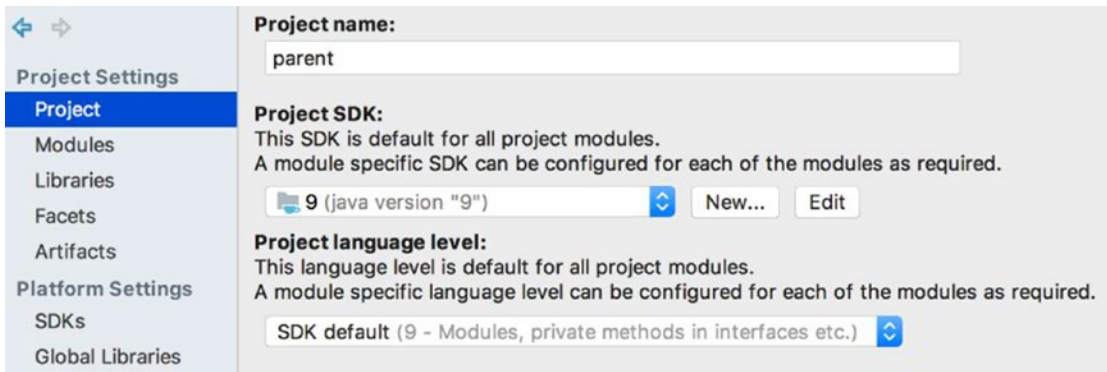 Project Settings
Project
Modules
Libraries
Facets
Artifacts
Platform Settings
SDKs
Global Libraries
Project name:
parent
Project SDK:
This SDK is default for all project modules.
A module specific SDK can be configured for each of the modules as required.
9 (java version "9")
New...
Edit
Project language level:
This language level is default for all project modules.
A module specific language level can be configured for each of the modules as required.
SDK default (9 - Modules, private methods in interfaces etc.)